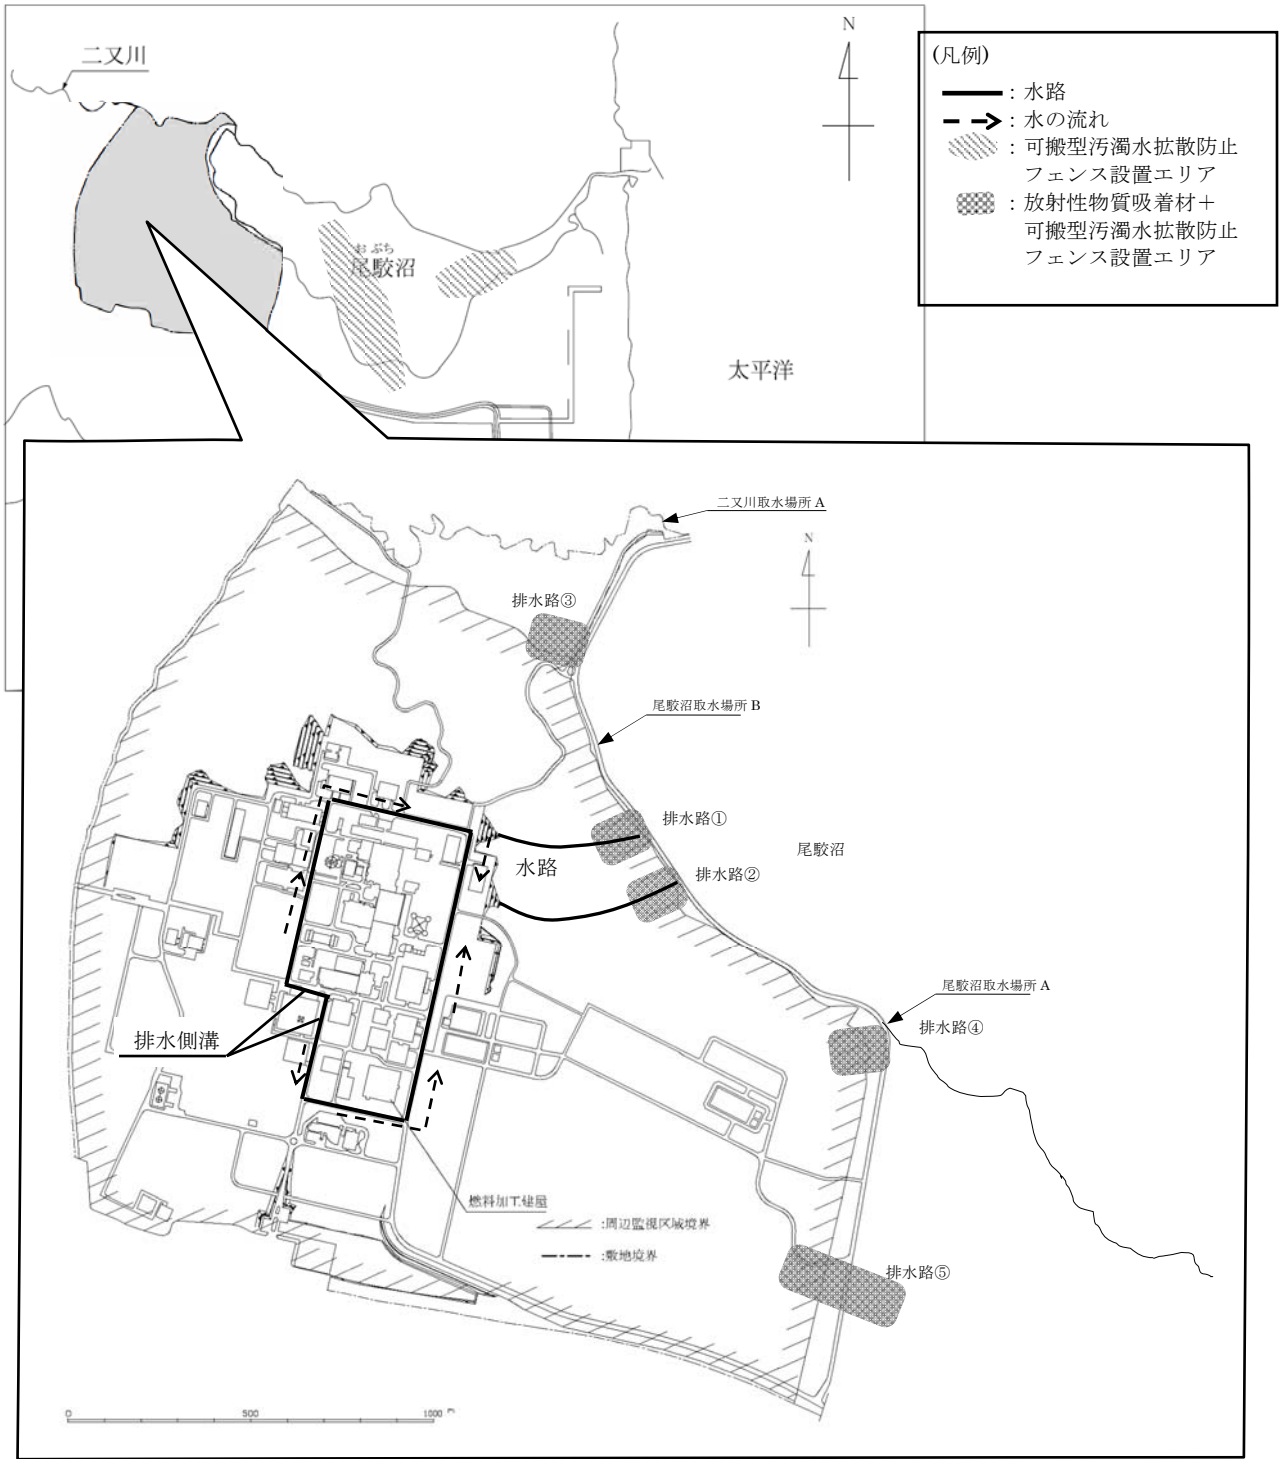 二又川
N
(凡例)
: 水路
: 水の流れ
: 可搬型汚濁水拡散防止
フェンス設置エリア
: 放射性物質吸着材＋
可搬型汚濁水拡散防止
フェンス設置エリア
おぶち
尾駮沼
太平洋
二又川取水場所 A
N
排水路③
尾駮沼取水場所 B
排水路①
水路
尾駮沼
排水路②
尾駮沼取水場所 A
排水路④
排水側溝
燃料加工建屋
:周辺監視区域境界
:敷地境界
排水路⑤
0 500 1000 m